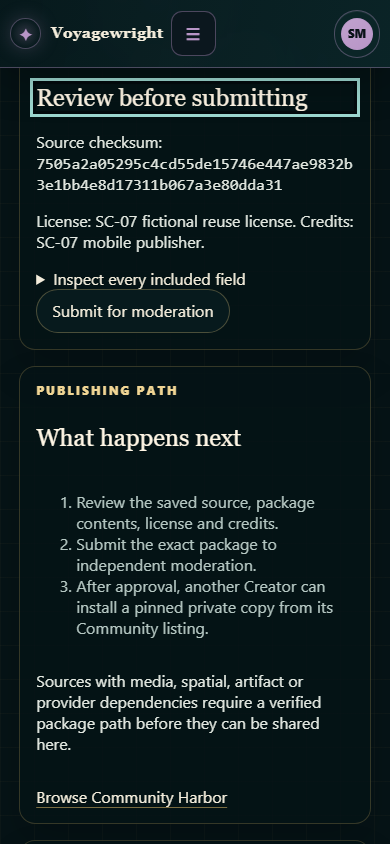 Voyagewright
SM
Review before submitting
Source checksum:
7505a2a05295c4cd55de15746e447ae9832b
3e1bb4e8d17311b067a3e80dda31
License: SC-07 fictional reuse license. Credits:
SC-07 mobile publisher.
Inspect every included field
Submit for moderation
PUBLISHING PATH
What happens next
1. Review the saved source, package
contents, license and credits.
2. Submit the exact package to
independent moderation.
3. After approval, another Creator can
install a pinned private copy from its
Community listing.
Sources with media, spatial, artifact or
provider dependencies require a verified
package path before they can be shared
here.
Browse Community Harbor